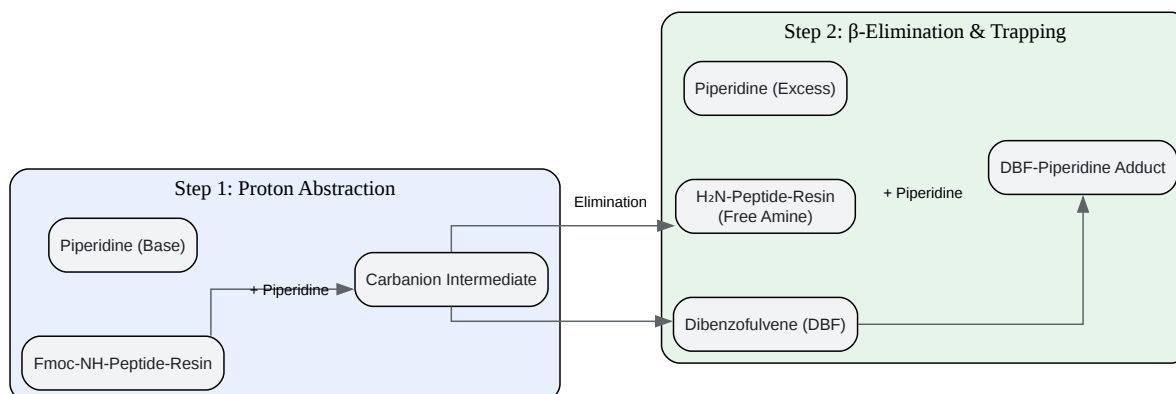 Step 1: Proton Abstraction
Piperidine (Base)
+ Piperidine
Carbanion Intermediate
Fmoc-NH-Peptide-Resin
Elimination
Step 2: β-Elimination & Trapping
Piperidine (Excess)
H₂N-Peptide-Resin
(Free Amine)
+ Piperidine
DBF-Piperidine Adduct
Dibenzofulvene (DBF)